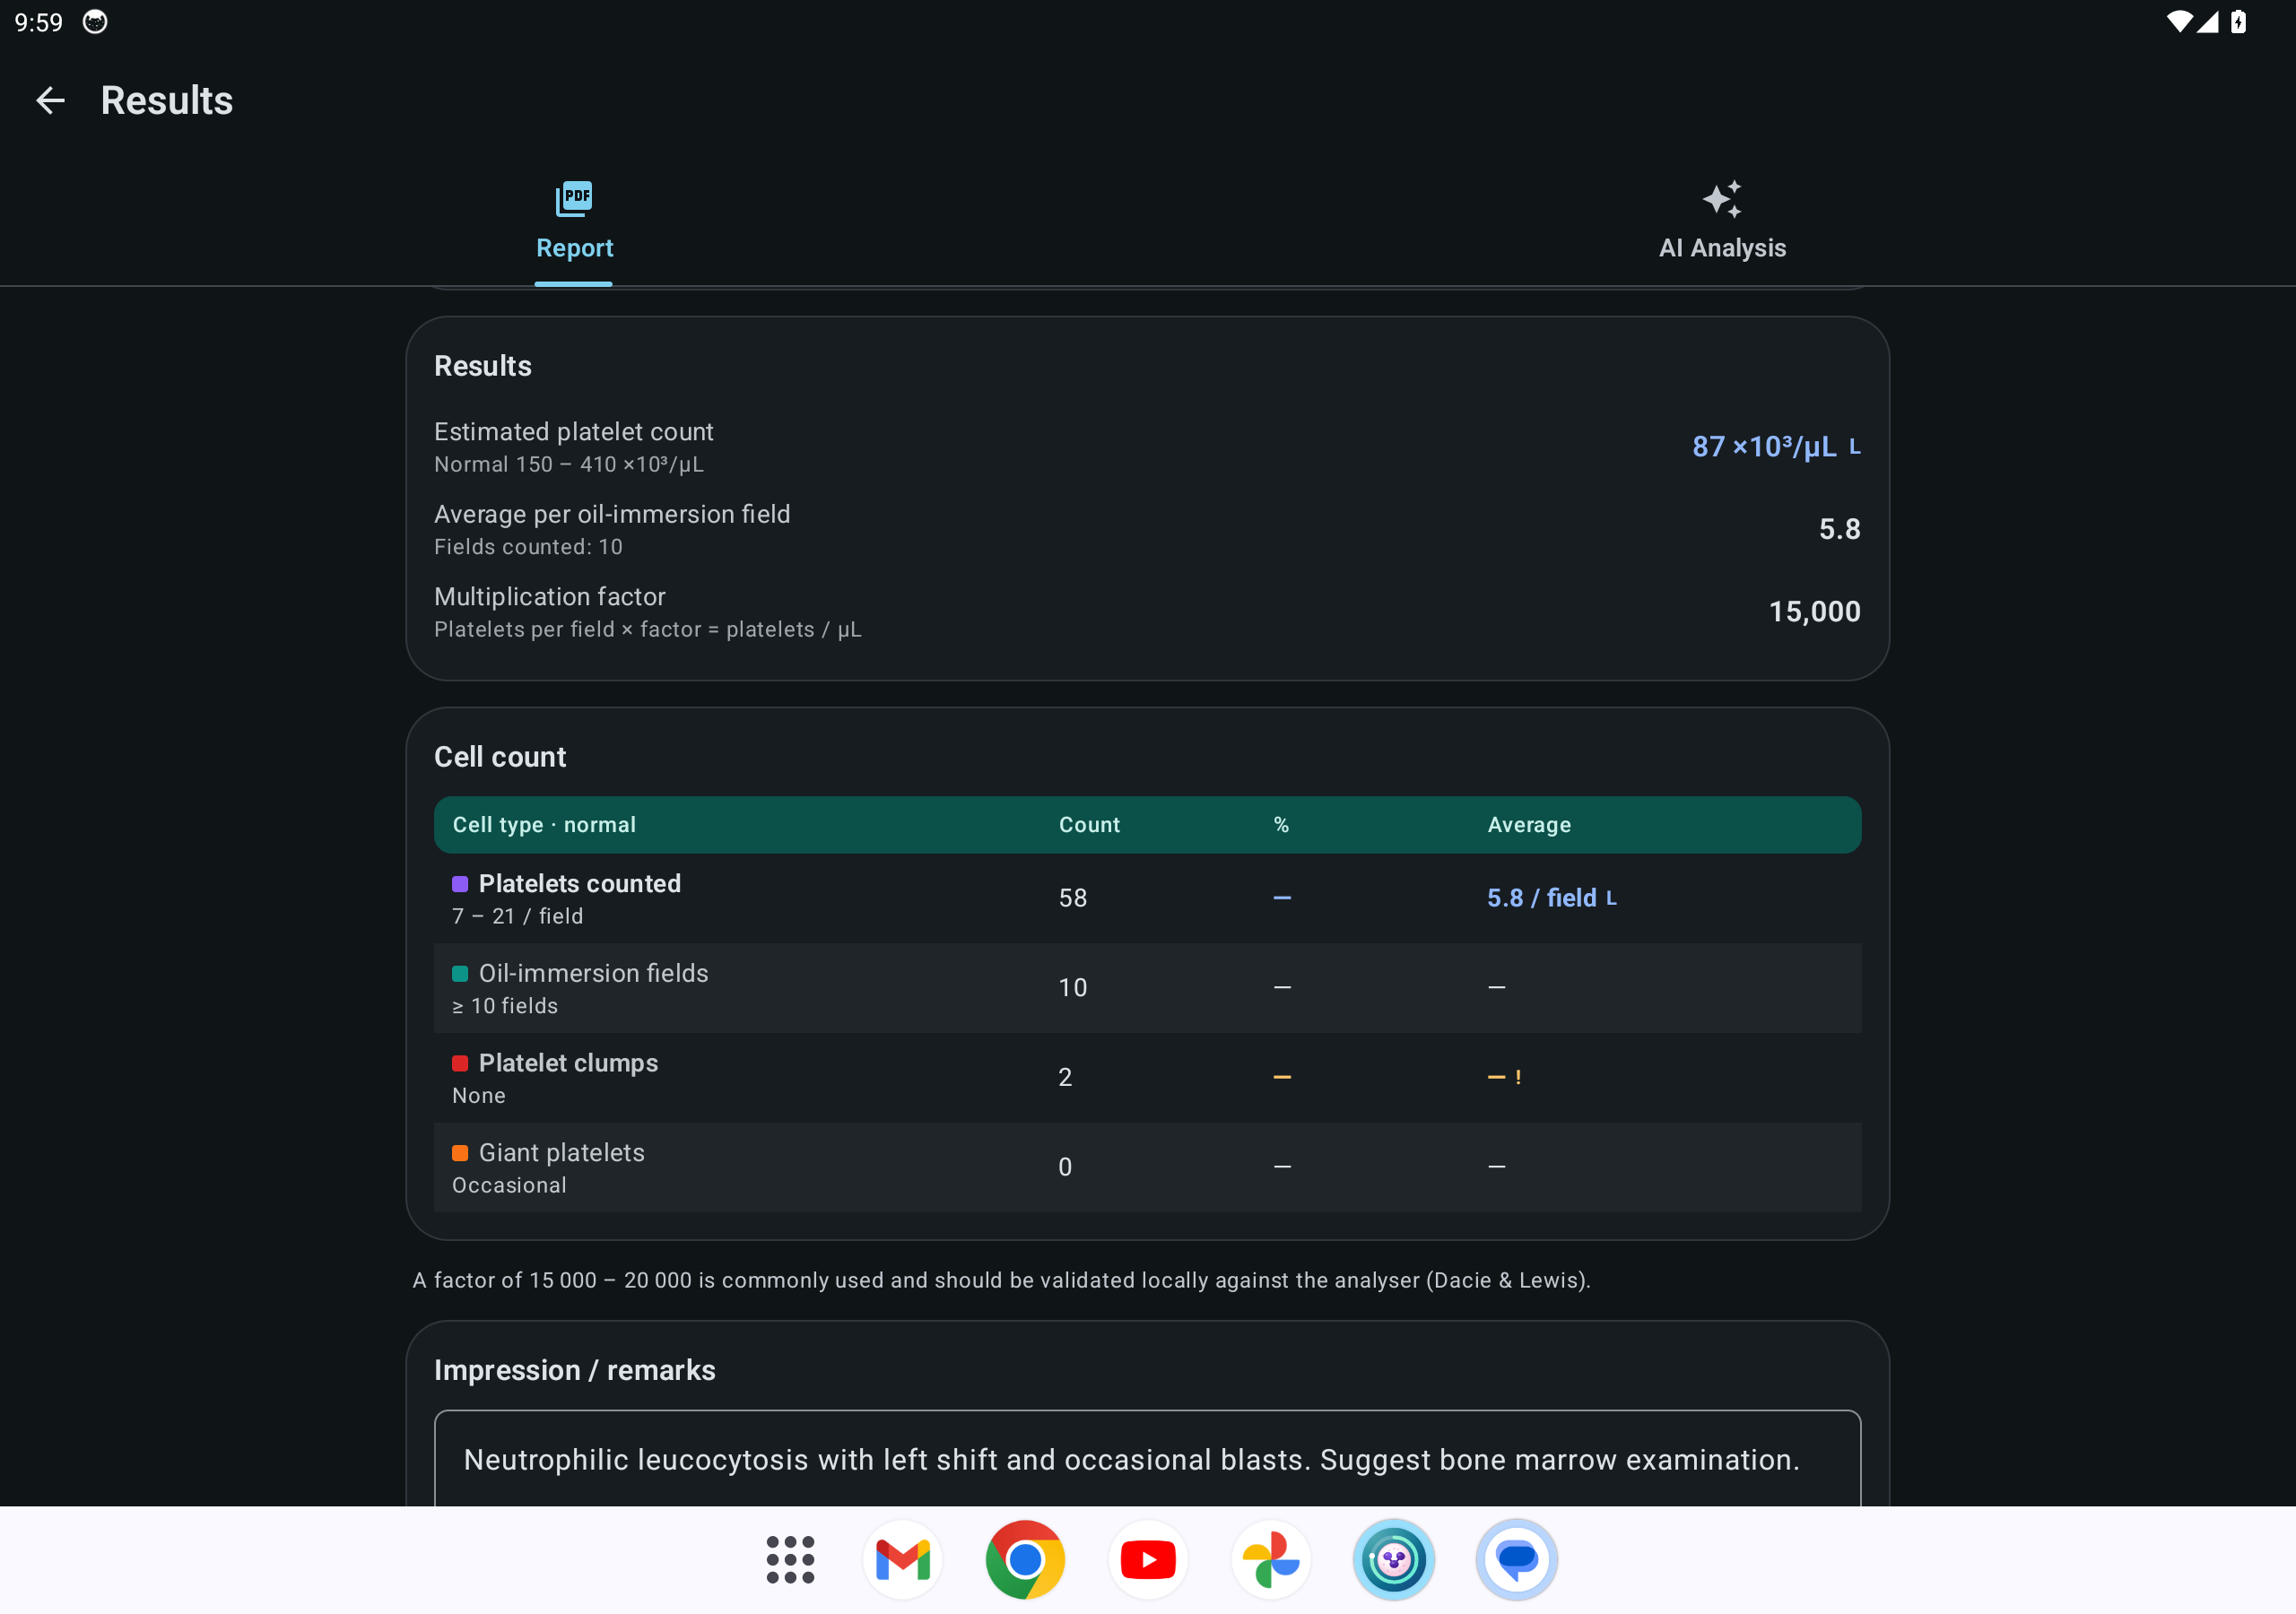 9:59
Results
PDF
Report
AI Analysis
Results
Estimated platelet count
Normal 150 – 410 ×10³/µL
87 ×10³/µL L
Average per oil-immersion field
Fields counted: 10
5.8
Multiplication factor
Platelets per field × factor = platelets / µL
15,000
Cell count
Cell type · normal Count % Average
Platelets counted
7 – 21 / field
58 — 5.8 / field L
Oil-immersion fields
≥ 10 fields
10 — —
Platelet clumps
None
2 — — !
Giant platelets
Occasional
0 — —
A factor of 15 000 – 20 000 is commonly used and should be validated locally against the analyser (Dacie & Lewis).
Impression / remarks
Neutrophilic leucocytosis with left shift and occasional blasts. Suggest bone marrow examination.